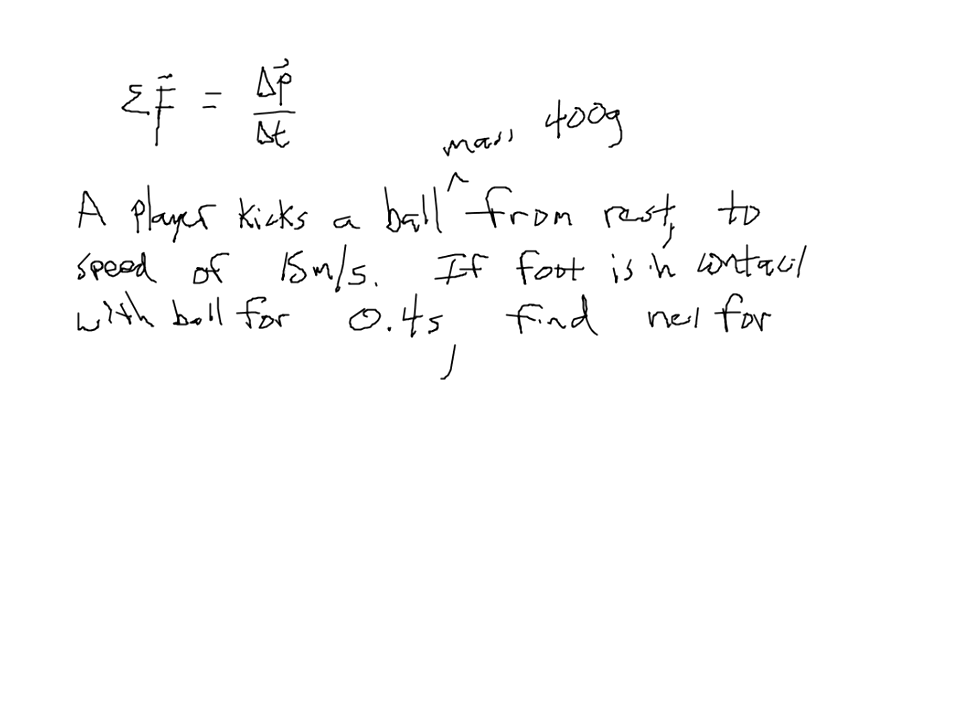 ΣF⃗ = Δp⃗/Δt
mass 400g
A player kicks a ball ^ from rest, to
speed of 15m/s. If foot is in contact
with ball for 0.4s, find net for